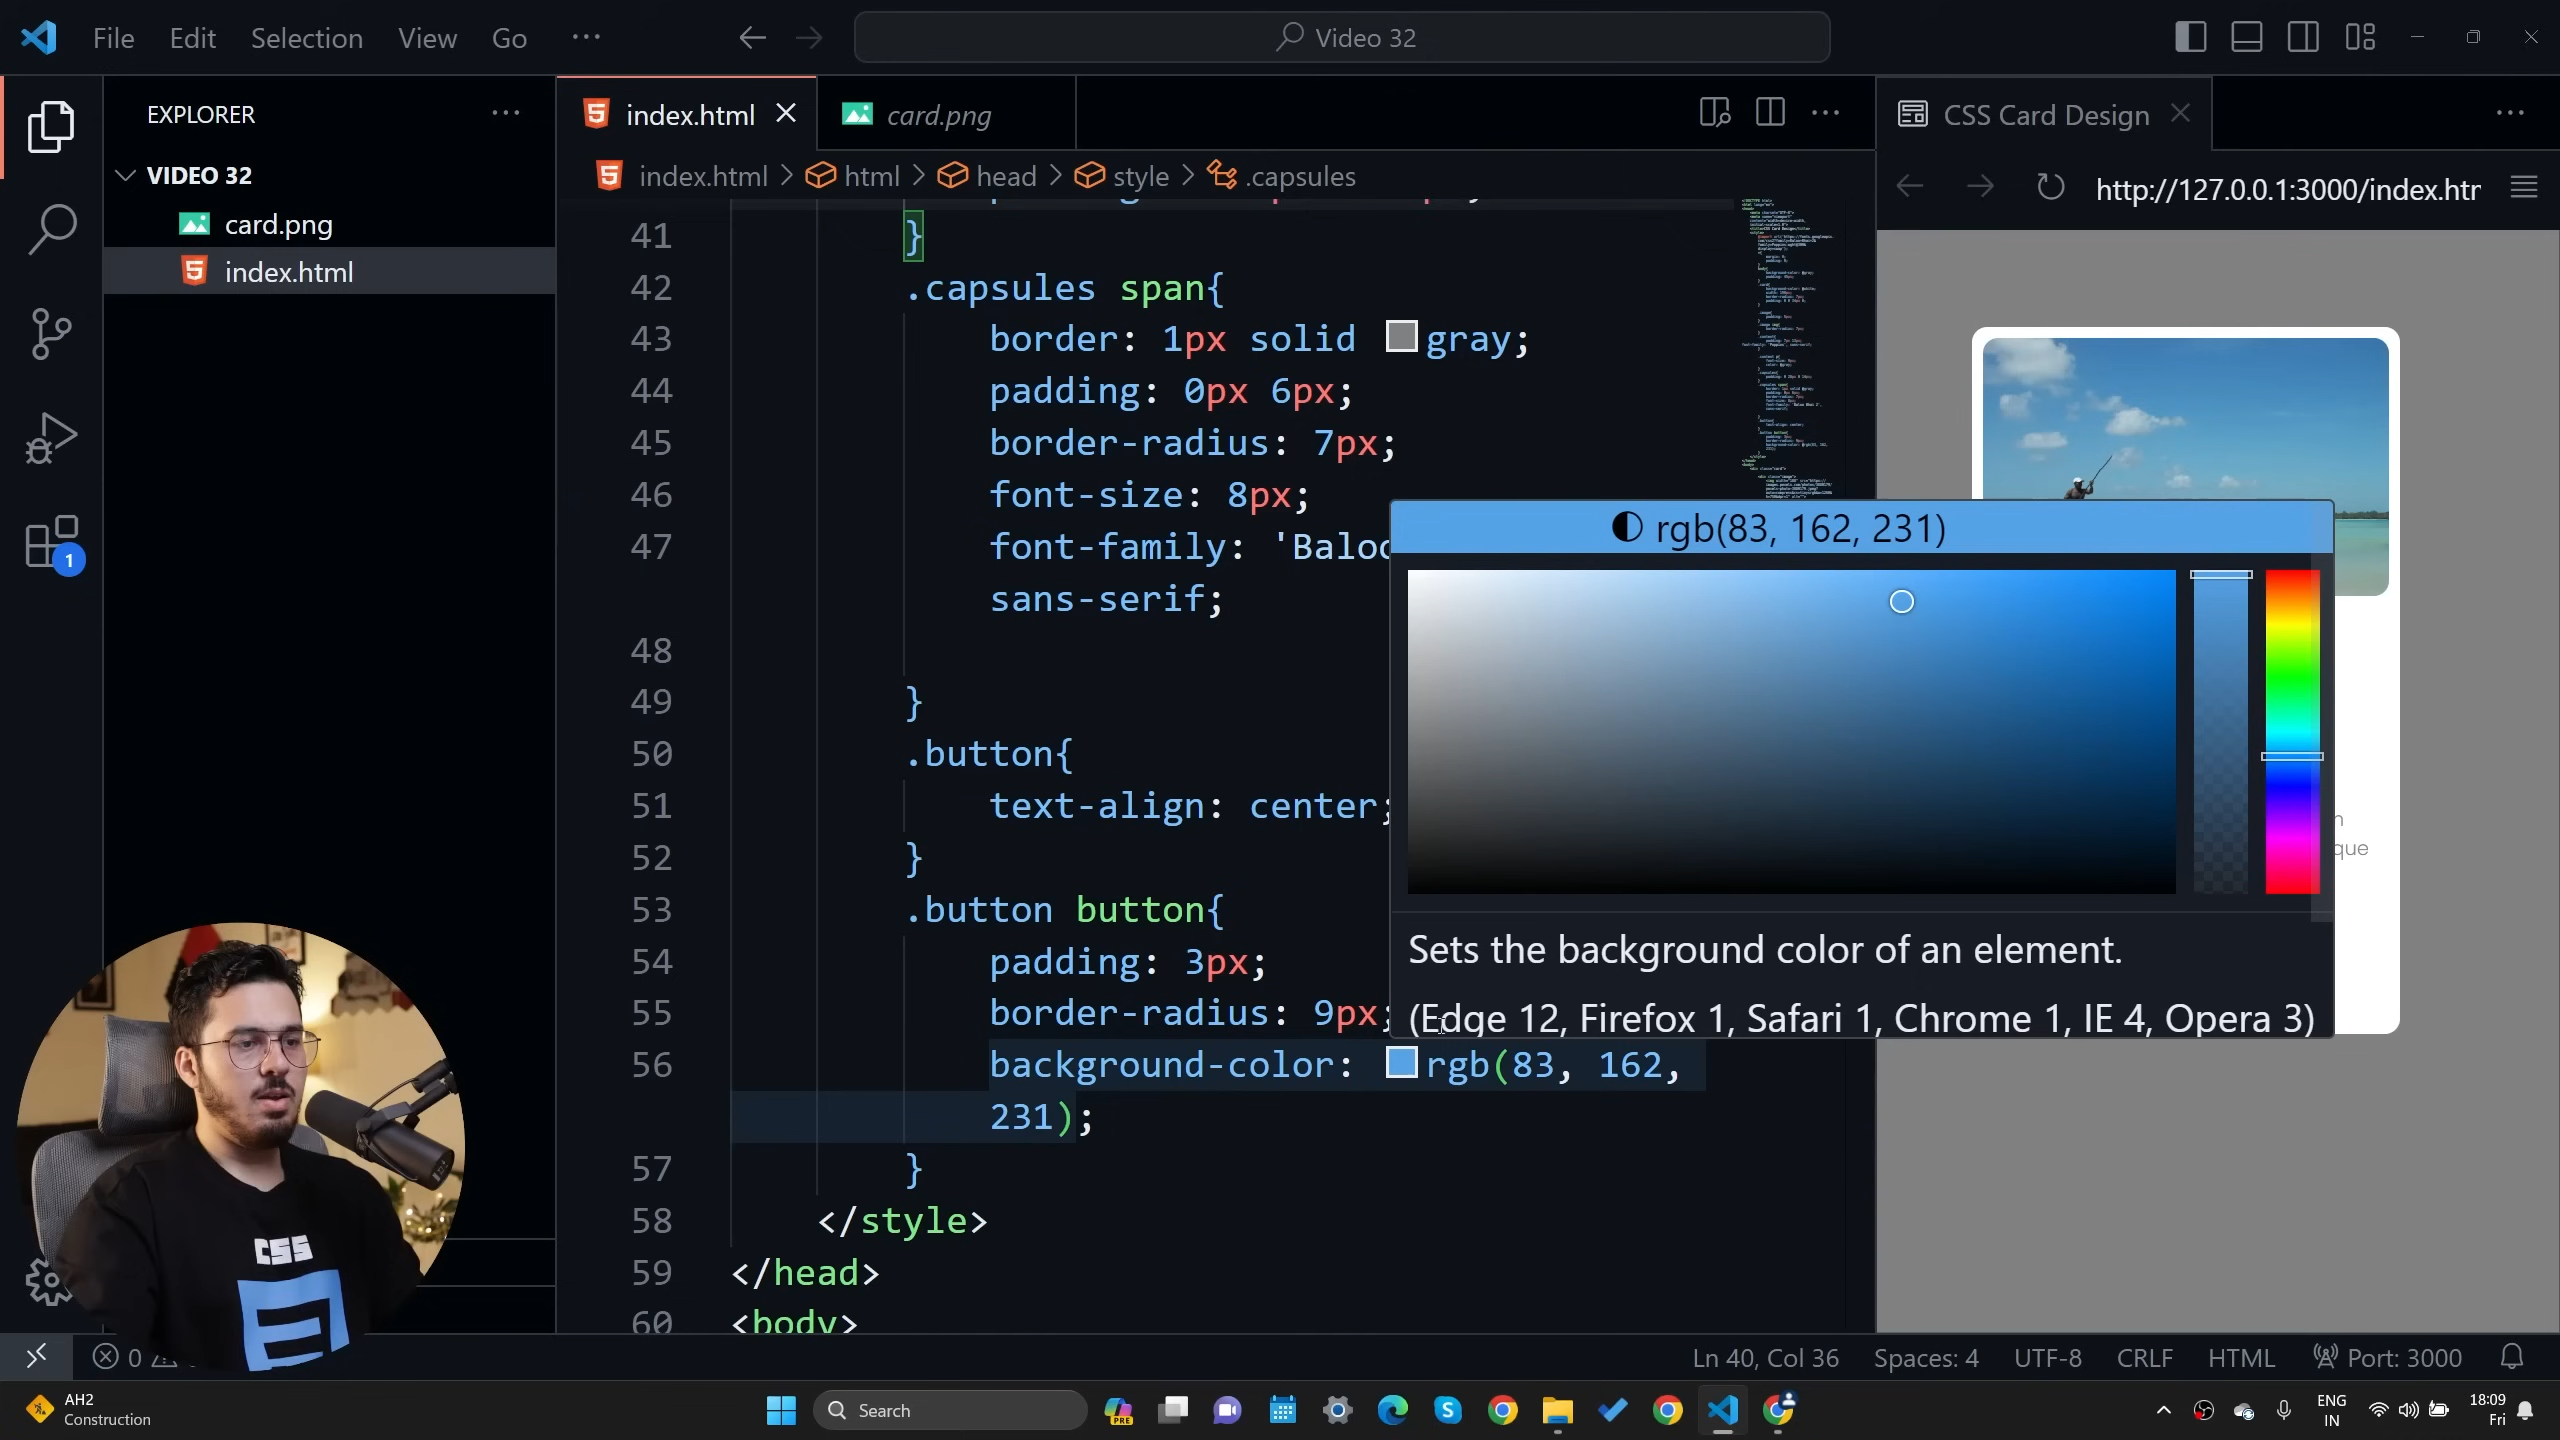 File Edit Selection View Go ...
Video 32
EXPLORER
VIDEO 32
card.png
index.html
1
index.html
card.png
index.html > html > head > style > .capsules
41 }
42 .capsules span{
43 border: 1px solid gray;
44 padding: 0px 6px;
45 border-radius: 7px;
46 font-size: 8px;
47 font-family: 'Baloo
sans-serif;
48
49 }
50 .button{
51 text-align: center;
52 }
53 .button button{
54 padding: 3px;
55 border-radius: 9px;
56 background-color: rgb(83, 162,
231);
57 }
58 </style>
59 </head>
60 <body>
rgb(83, 162, 231)
Sets the background color of an element.
(Edge 12, Firefox 1, Safari 1, Chrome 1, IE 4, Opera 3)
CSS Card Design
http://127.0.0.1:3000/index.htr
que
CSS
0
Ln 40, Col 36 Spaces: 4 UTF-8 CRLF HTML Port: 3000
AH2
Construction
Search
PRE
ENG
IN
18:09
Fri